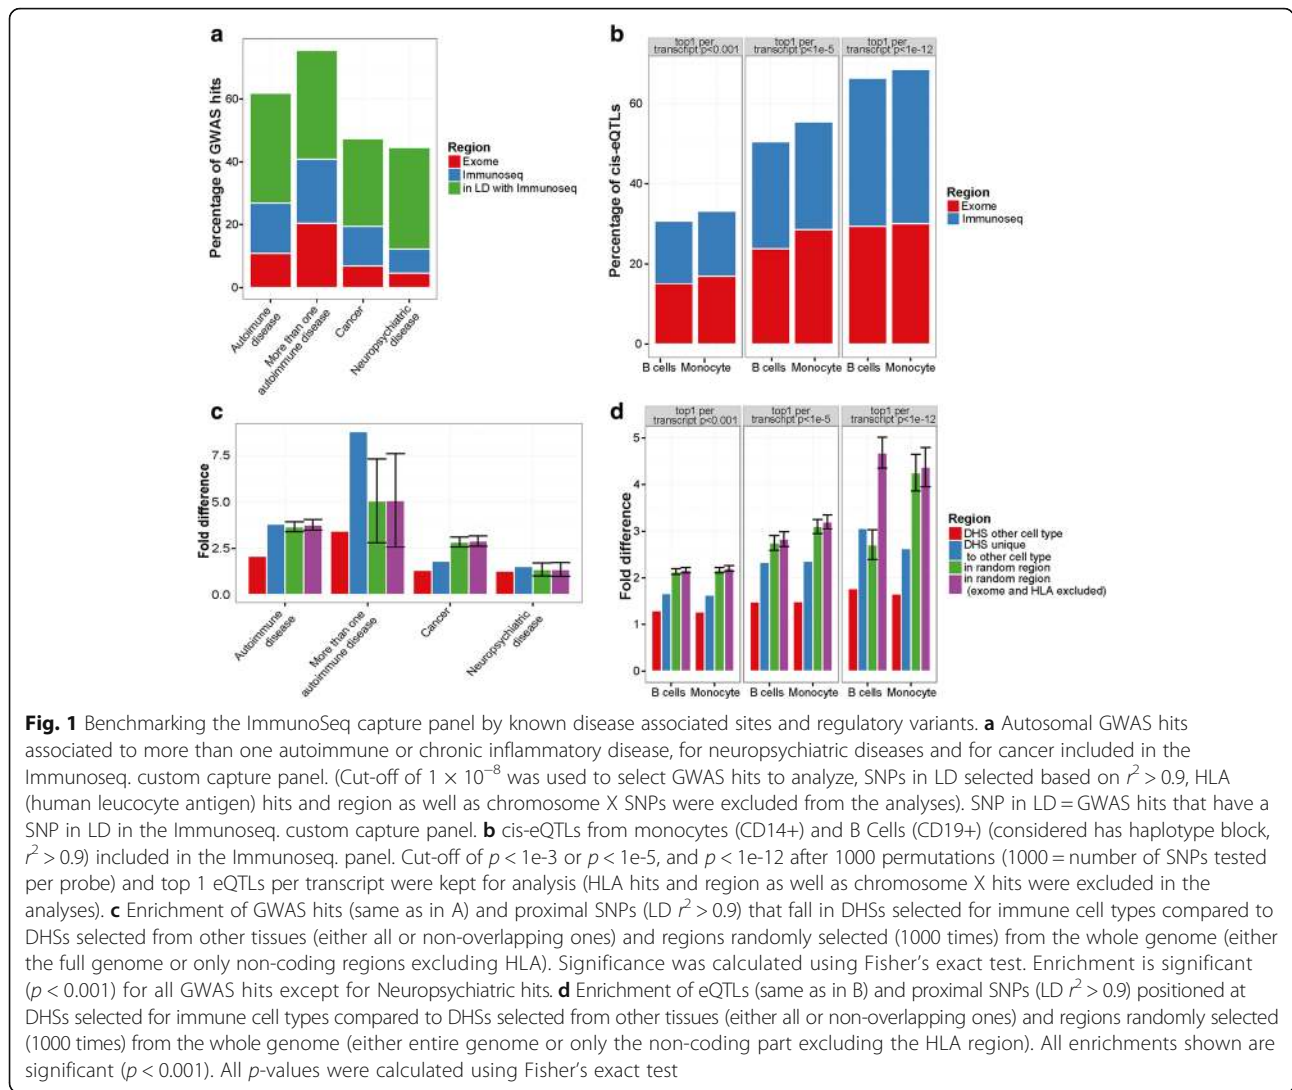 a
Percentage of GWAS hits
60
40
20
0
Autoimune
disease
More than one
autoimmune disease
Cancer
Neuropsychiatric
disease
Region
Exome
Immunoseq
in LD with Immunoseq
b
Percentage of cis-eQTLs
top1 per
transcript p<0.001
top1 per
transcript p<1e-5
top1 per
transcript p<1e-12
60
40
20
0
B cells Monocyte
B cells Monocyte
B cells Monocyte
Region
Exome
Immunoseq
c
Fold difference
7.5
5.0
2.5
0.0
Autoimmune
disease
More than one
autoimmune disease
Cancer
Neuropsychiatric
disease
d
Fold difference
top1 per
transcript p<0.001
top1 per
transcript p<1e-5
top1 per
transcript p<1e-12
5
4
3
2
1
0
B cells Monocyte
B cells Monocyte
B cells Monocyte
Region
DHS other cell type
DHS unique
to other cell type
in random region
in random region
(exome and HLA excluded)
Fig. 1 Benchmarking the ImmunoSeq capture panel by known disease associated sites and regulatory variants. a Autosomal GWAS hits
associated to more than one autoimmune or chronic inflammatory disease, for neuropsychiatric diseases and for cancer included in the
Immunoseq. custom capture panel. (Cut-off of 1 × 10⁻⁸ was used to select GWAS hits to analyze, SNPs in LD selected based on r² > 0.9, HLA
(human leucocyte antigen) hits and region as well as chromosome X SNPs were excluded from the analyses). SNP in LD = GWAS hits that have a
SNP in LD in the Immunoseq. custom capture panel. b cis-eQTLs from monocytes (CD14+) and B Cells (CD19+) (considered has haplotype block,
r² > 0.9) included in the Immunoseq. panel. Cut-off of p < 1e-3 or p < 1e-5, and p < 1e-12 after 1000 permutations (1000 = number of SNPs tested
per probe) and top 1 eQTLs per transcript were kept for analysis (HLA hits and region as well as chromosome X hits were excluded in the
analyses). c Enrichment of GWAS hits (same as in A) and proximal SNPs (LD r² > 0.9) that fall in DHSs selected for immune cell types compared to
DHSs selected from other tissues (either all or non-overlapping ones) and regions randomly selected (1000 times) from the whole genome (either
the full genome or only non-coding regions excluding HLA). Significance was calculated using Fisher's exact test. Enrichment is significant
(p < 0.001) for all GWAS hits except for Neuropsychiatric hits. d Enrichment of eQTLs (same as in B) and proximal SNPs (LD r² > 0.9) positioned at
DHSs selected for immune cell types compared to DHSs selected from other tissues (either all or non-overlapping ones) and regions randomly selected
(1000 times) from the whole genome (either entire genome or only the non-coding part excluding the HLA region). All enrichments shown are
significant (p < 0.001). All p-values were calculated using Fisher's exact test